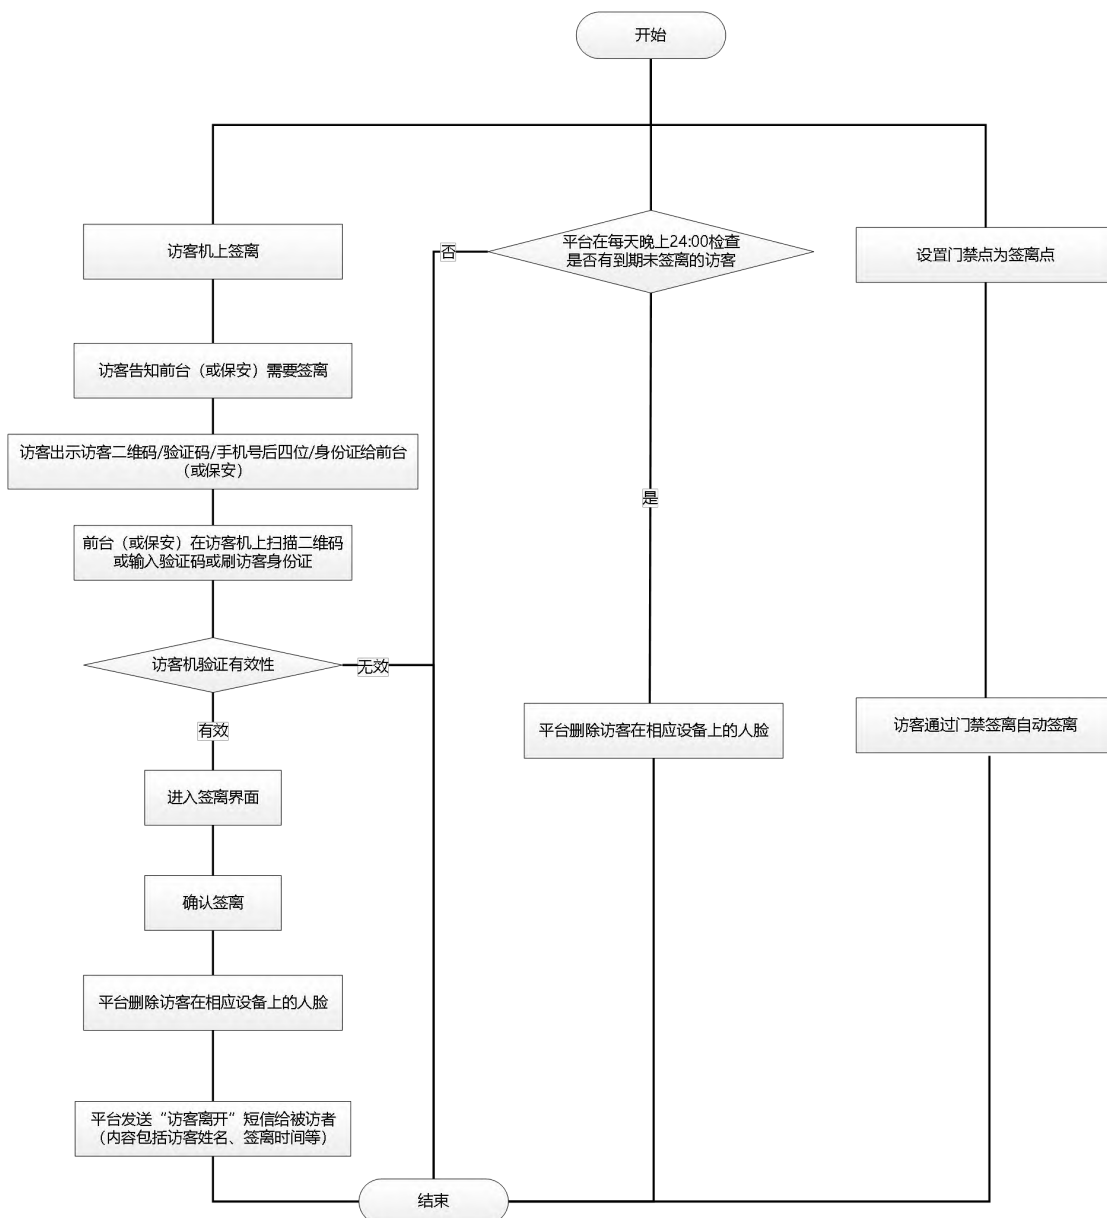 开始
访客机上签离
否
平台在每天晚上24:00检查
是否有到期未签离的访客
设置门禁点为签离点
访客告知前台（或保安）需要签离
访客出示访客二维码/验证码/手机号后四位/身份证给前台
（或保安）
是
前台（或保安）在访客机上扫描二维码
或输入验证码或刷访客身份证
访客机验证有效性
无效
有效
平台删除访客在相应设备上的人脸
访客通过门禁签离自动签离
进入签离界面
确认签离
平台删除访客在相应设备上的人脸
平台发送“访客离开”短信给被访者
（内容包括访客姓名、签离时间等）
结束